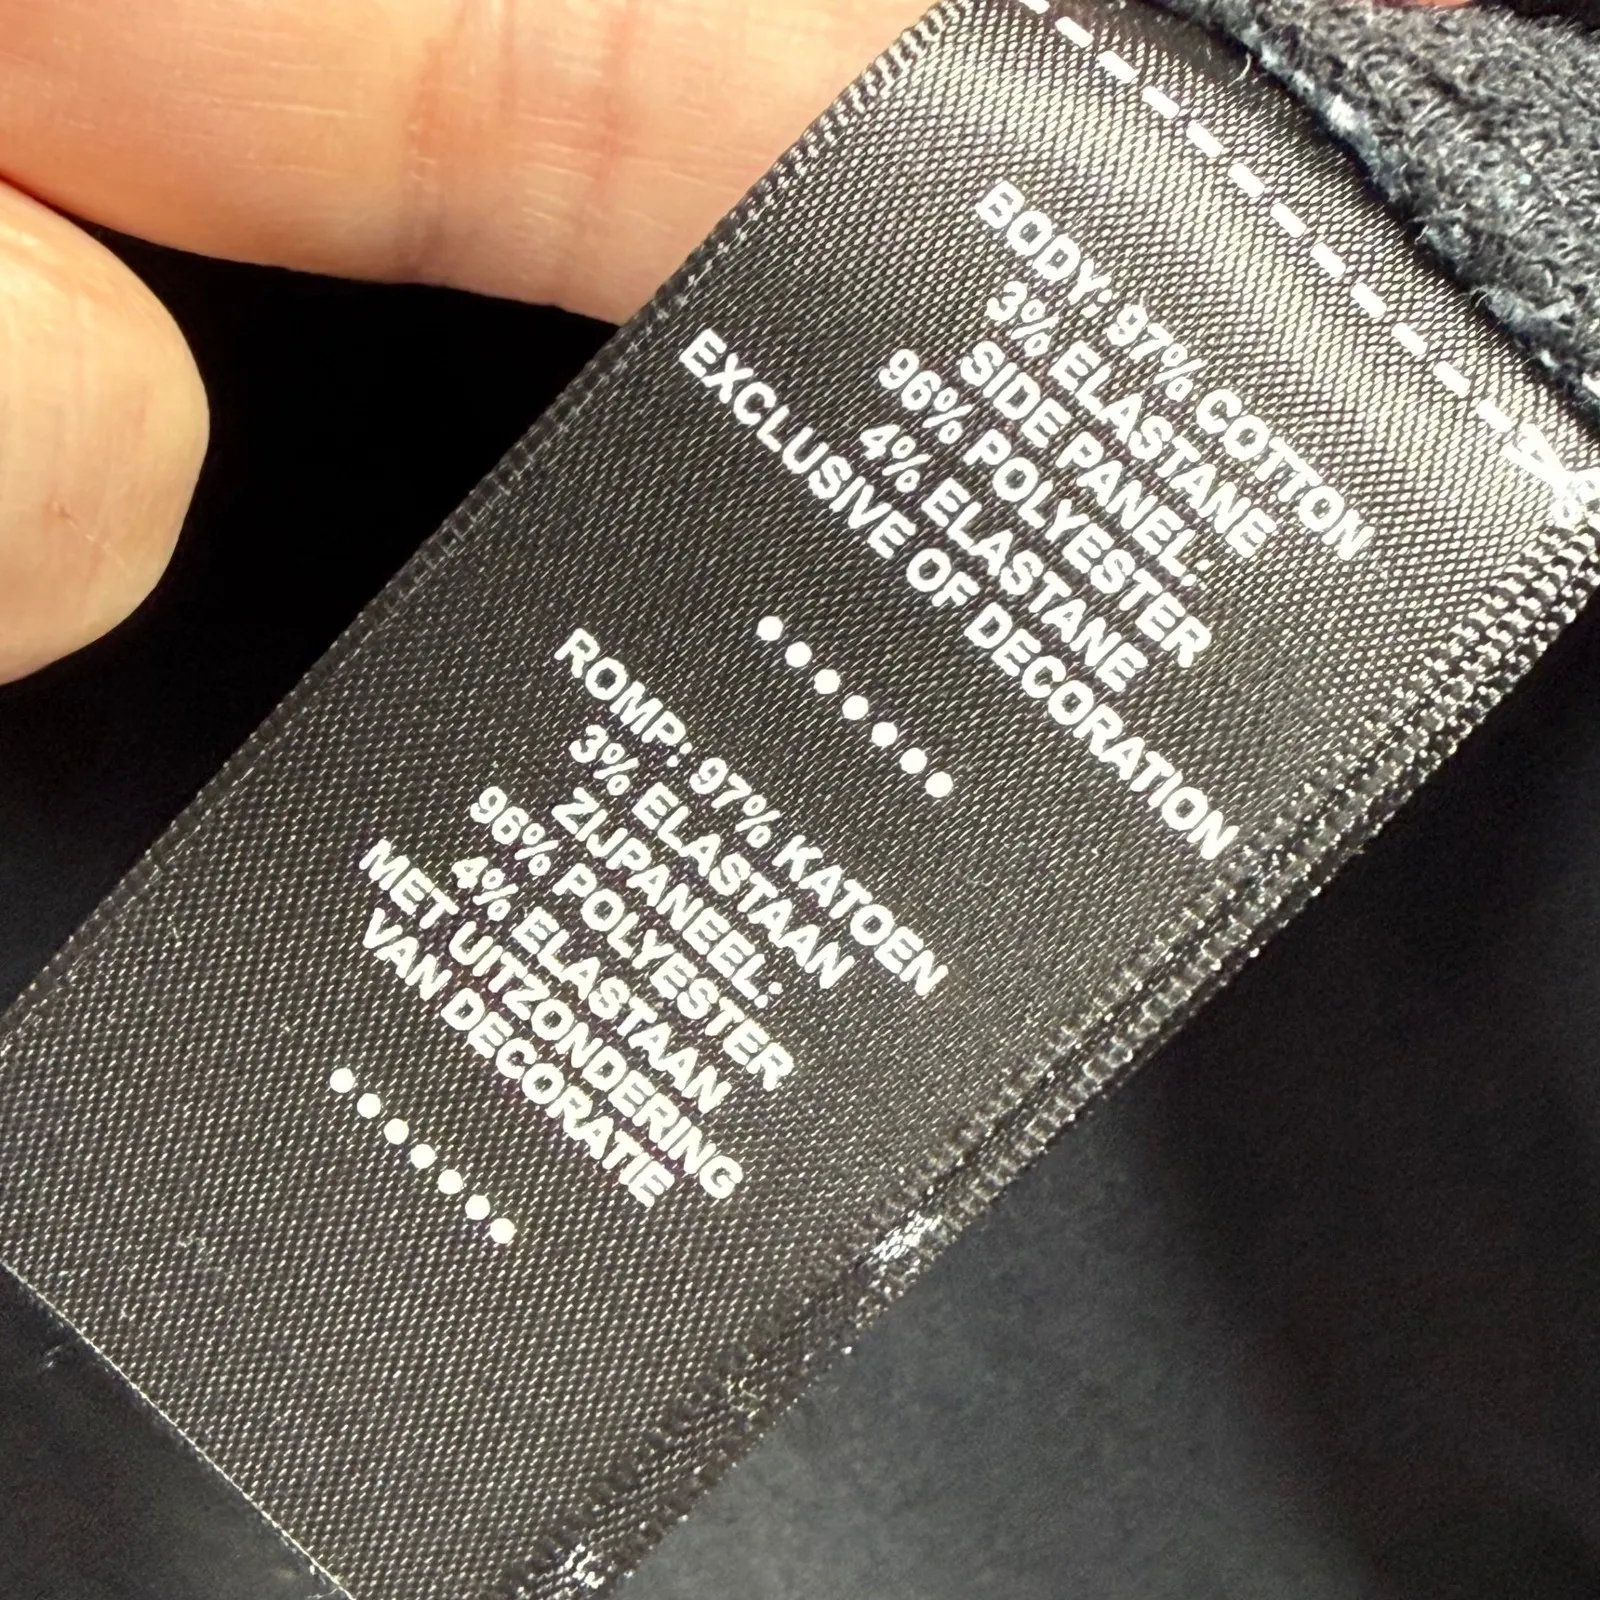 BODY: 97% COTTON
3% ELASTANE
SIDE PANEL:
96% POLYESTER
4% ELASTANE
EXCLUSIVE OF DECORATION
ROMP: 97% KATOEN
3% ELASTAAN
ZIJPANEEL:
96% POLYESTER
4% ELASTAAN
MET UITZONDERING
VAN DECORATIE